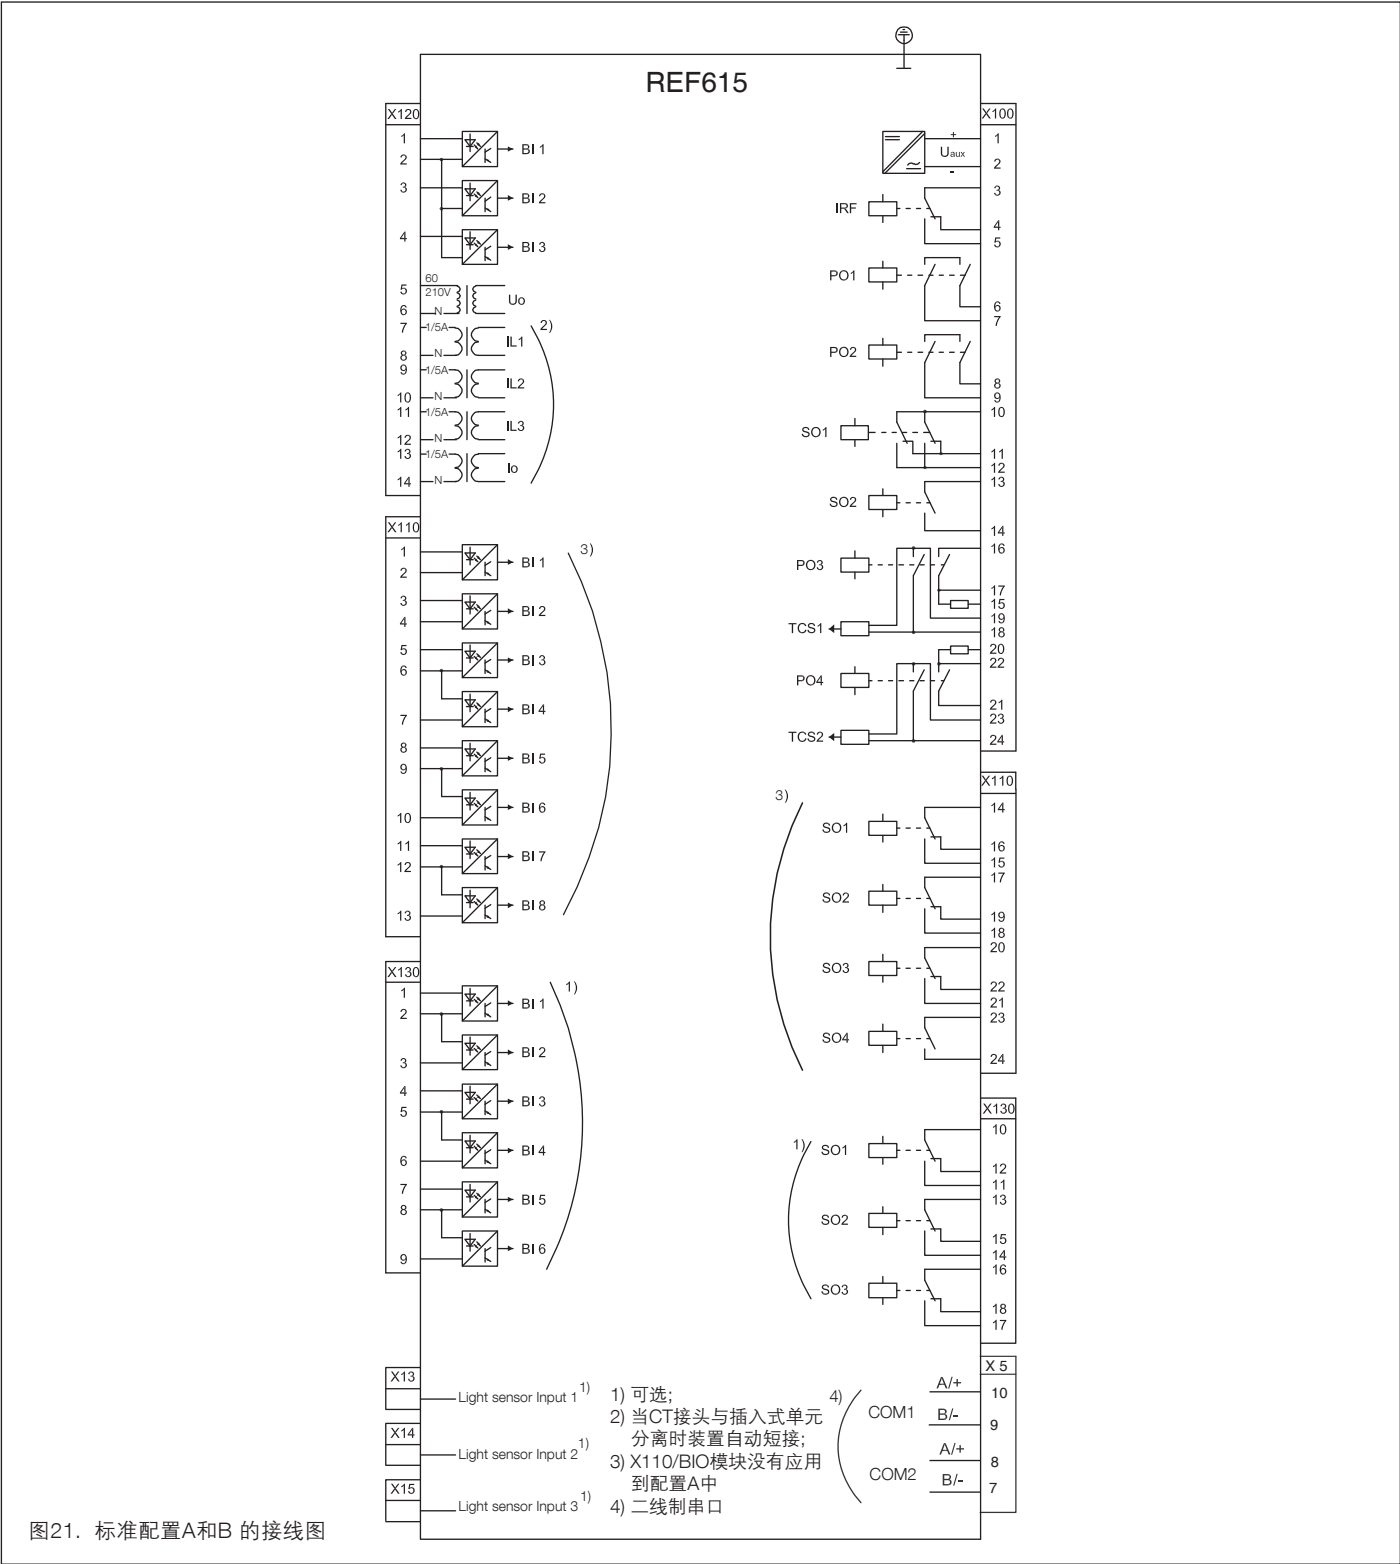 REF615
X120
1
2
BI 1
3
BI 2
4
BI 3
5
60
210V
6
N
Uo
7
1/5A
2)
8
N
IL1
9
1/5A
10
N
IL2
11
1/5A
12
N
IL3
13
1/5A
14
N
Io
X110
1
2
BI 1
3)
3
4
BI 2
5
6
BI 3
7
BI 4
8
9
BI 5
10
BI 6
11
12
BI 7
13
BI 8
X130
1
2
BI 1
1)
3
BI 2
4
5
BI 3
6
BI 4
7
8
BI 5
9
BI 6
X13
Light sensor Input 1 1)
X14
Light sensor Input 2 1)
X15
Light sensor Input 3 1)
X100
+
Uaux
-
1
2
IRF
3
4
5
PO1
6
7
PO2
8
9
SO1
10
11
12
SO2
13
14
PO3
16
17
15
19
TCS1
18
20
22
PO4
21
23
TCS2
24
X110
3)
SO1
14
16
15
SO2
17
19
18
SO3
20
22
21
SO4
23
24
X130
1)
SO1
10
12
11
SO2
13
15
14
SO3
16
18
17
X 5
4)
COM1
A/+
10
B/-
9
COM2
A/+
8
B/-
7
1) 可选;
2) 当CT接头与插入式单元
分离时装置自动短接;
3) X110/BIO模块没有应用
到配置A中
4) 二线制串口
图21. 标准配置A和B 的接线图